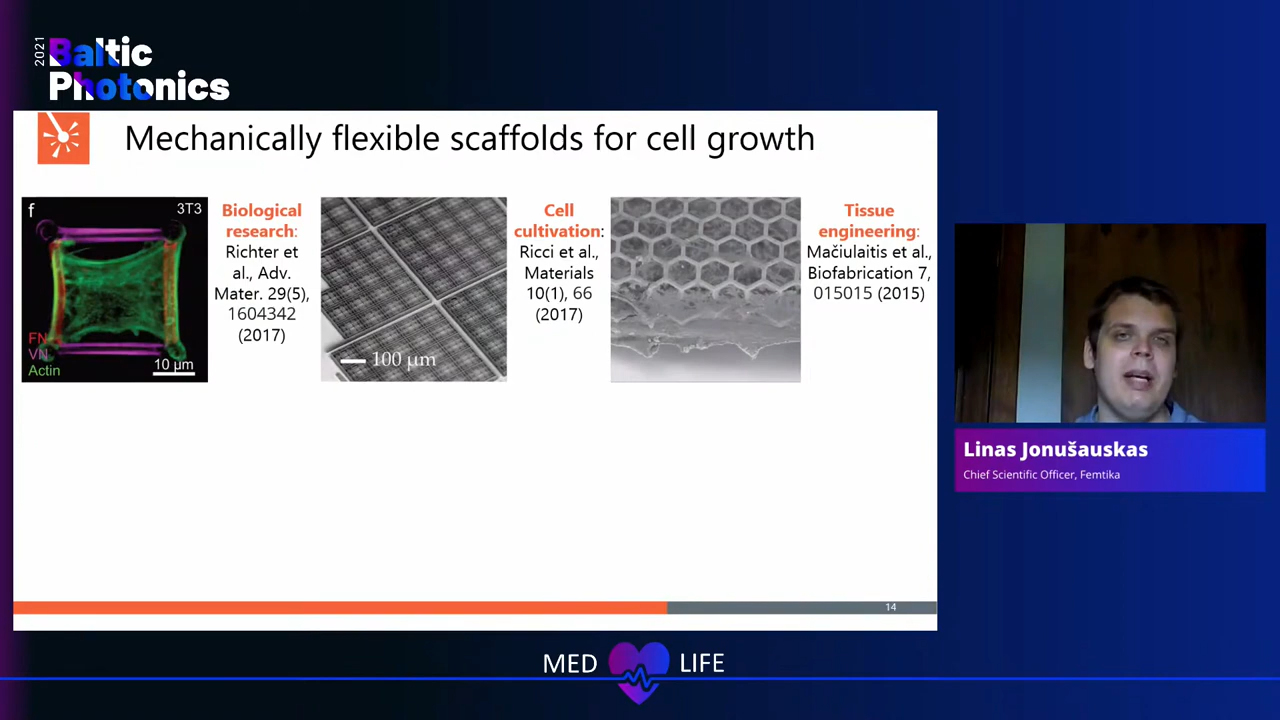 2021
Baltic
Photonics
Mechanically flexible scaffolds for cell growth
f
3T3
FN
VN
Actin
10 µm
Biological
research:
Richter et
al., Adv.
Mater. 29(5),
1604342
(2017)
100 µm
Cell
cultivation:
Ricci et al.,
Materials
10(1), 66
(2017)
Tissue
engineering:
Mačiulaitis et al.,
Biofabrication 7,
015015 (2015)
14
Linas Jonušauskas
Chief Scientific Officer, Femtika
MED LIFE